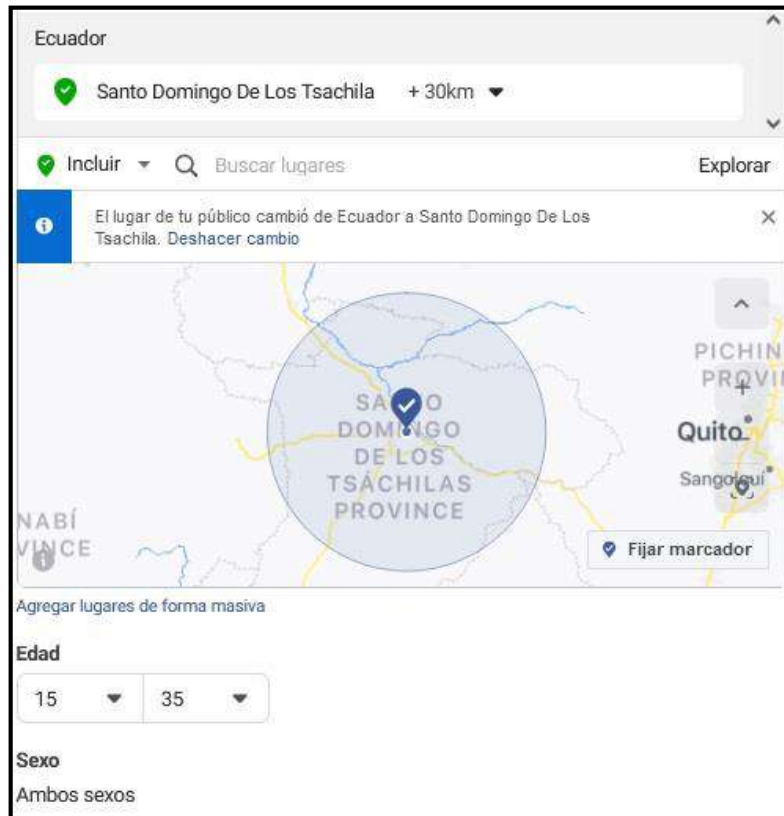 Ecuador
Santo Domingo De Los Tsachila + 30km
Incluir Buscar lugares Explorar
El lugar de tu público cambió de Ecuador a Santo Domingo De Los
Tsachila. Deshacer cambio
PICHIN
PROVI
SANTO
DOMINGO
DE LOS
TSÁCHILAS
PROVINCE
Quito
Sangolquí
NABÍ
VINCE
Fijar marcador
Agregar lugares de forma masiva
Edad
15 35
Sexo
Ambos sexos